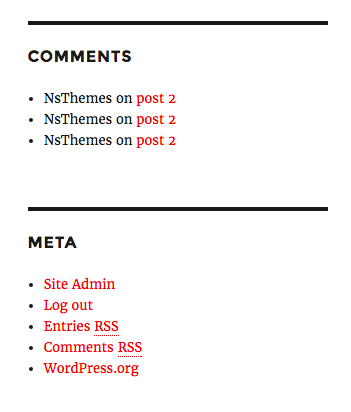 COMMENTS
NsThemes on post 2
NsThemes on post 2
NsThemes on post 2
META
Site Admin
Log out
Entries RSS
Comments RSS
WordPress.org